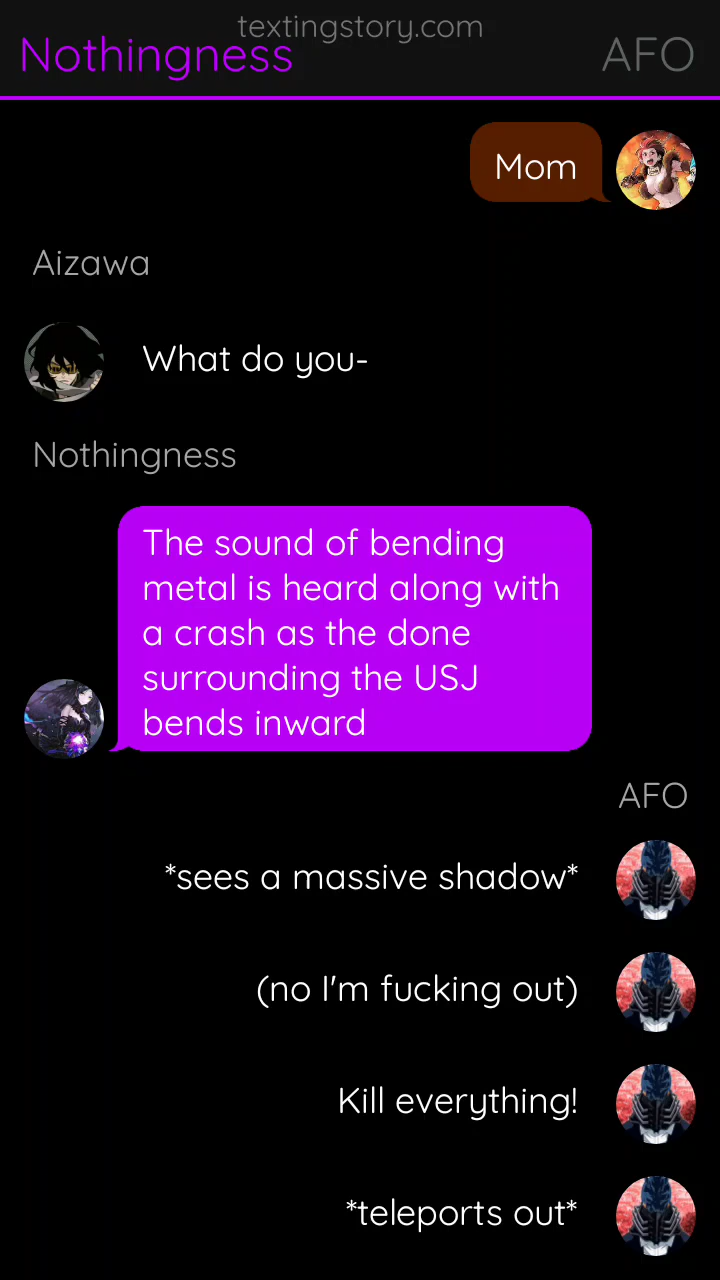 textingstory.com
Nothingness
AFO
Mom
Aizawa
What do you-
Nothingness
The sound of bending
metal is heard along with
a crash as the done
surrounding the USJ
bends inward
AFO
*sees a massive shadow*
(no I'm fucking out)
Kill everything!
*teleports out*